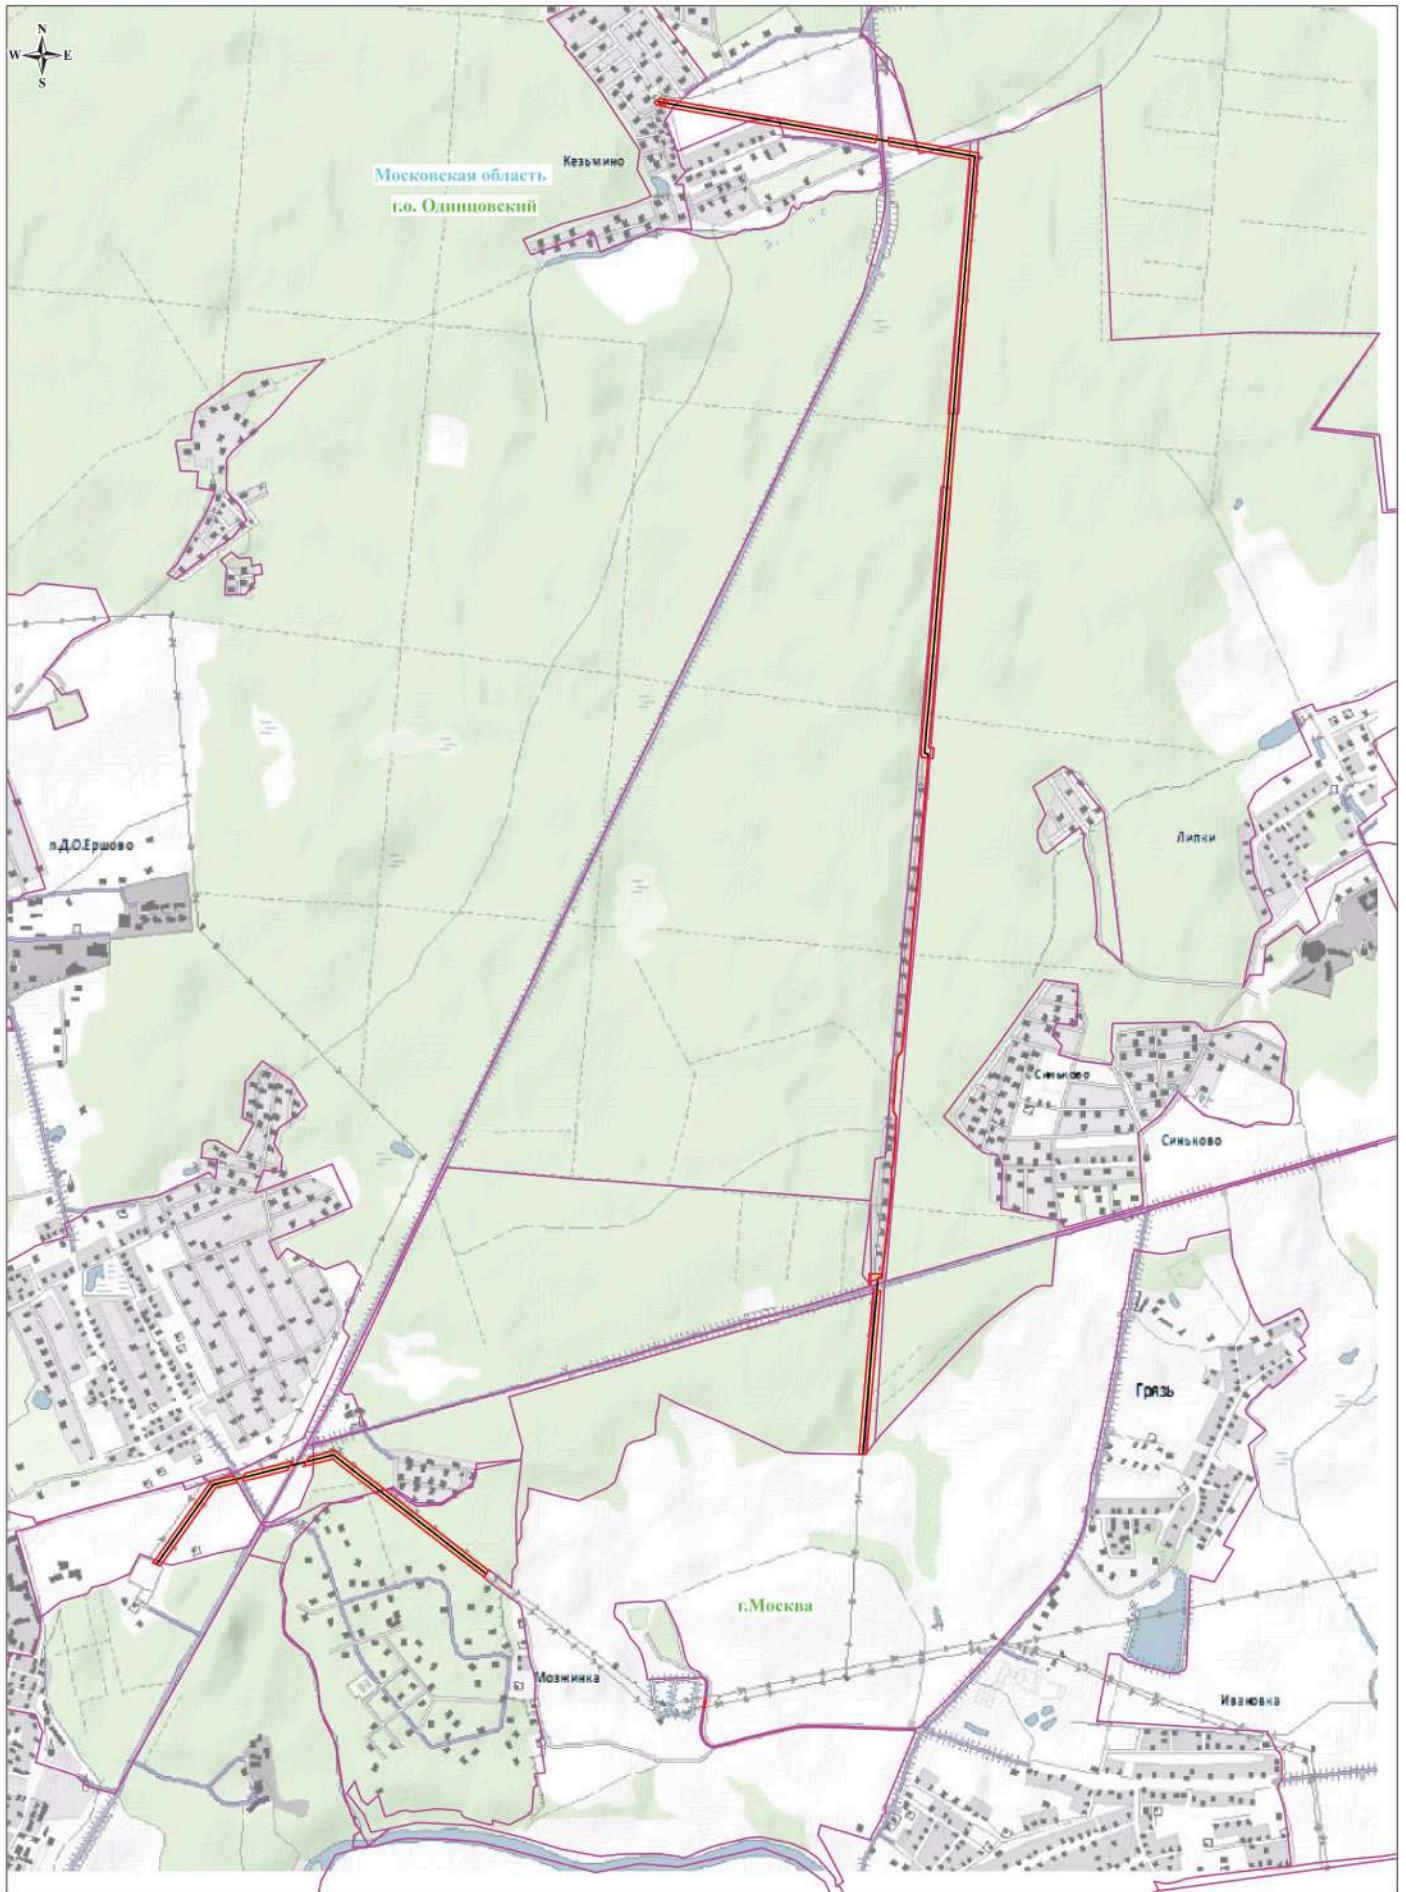 N
W E
S
Кезьмино
Московская область
г.о. Одинцовский
п.Д.О.Ершово
Липки
Синьково
Синьково
Грязь
г.Москва
Мозжинка
Ивановка